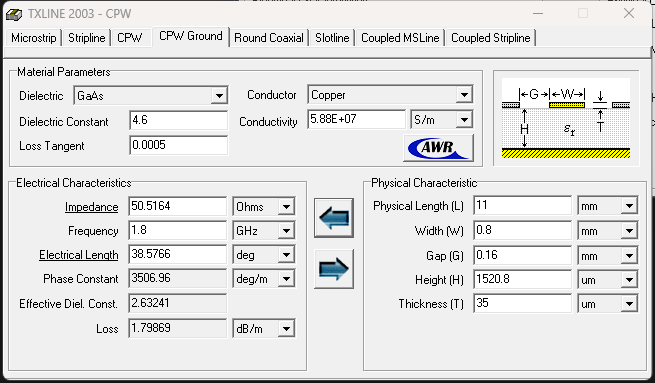 TXLINE 2003 - CPW
Microstrip Stripline CPW CPW Ground Round Coaxial Slotline Coupled MSLine Coupled Stripline
Material Parameters
Dielectric GaAs Conductor Copper
Dielectric Constant 4.6 Conductivity 5.88E+07 S/m
Loss Tangent 0.0005 AWR
G W
H εr T
Electrical Characteristics
Impedance 50.5164 Ohms
Frequency 1.8 GHz
Electrical Length 38.5766 deg
Phase Constant 3506.96 deg/m
Effective Diel. Const. 2.63241
Loss 1.79869 dB/m
Physical Characteristic
Physical Length (L) 11 mm
Width (W) 0.8 mm
Gap (G) 0.16 mm
Height (H) 1520.8 um
Thickness (T) 35 um